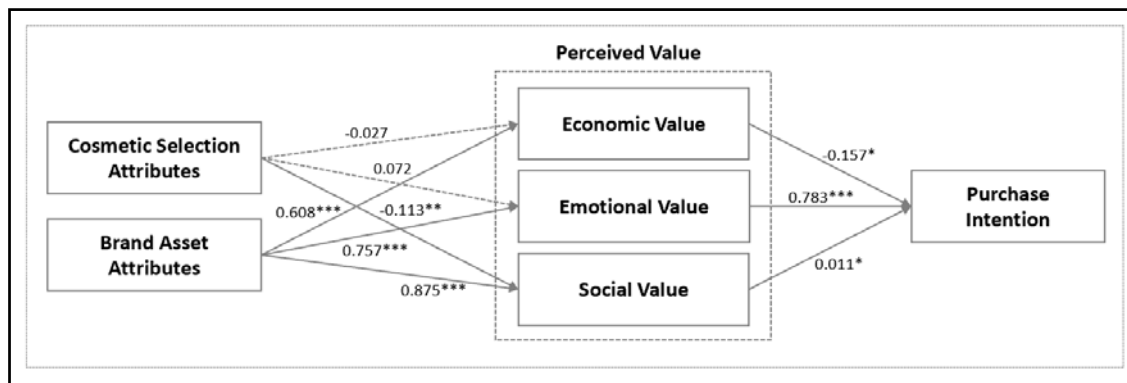 Perceived Value
Cosmetic Selection
Attributes
Brand Asset
Attributes
-0.027
0.072
0.608***
-0.113**
0.757***
0.875***
Economic Value
Emotional Value
Social Value
-0.157*
0.783***
0.011*
Purchase
Intention